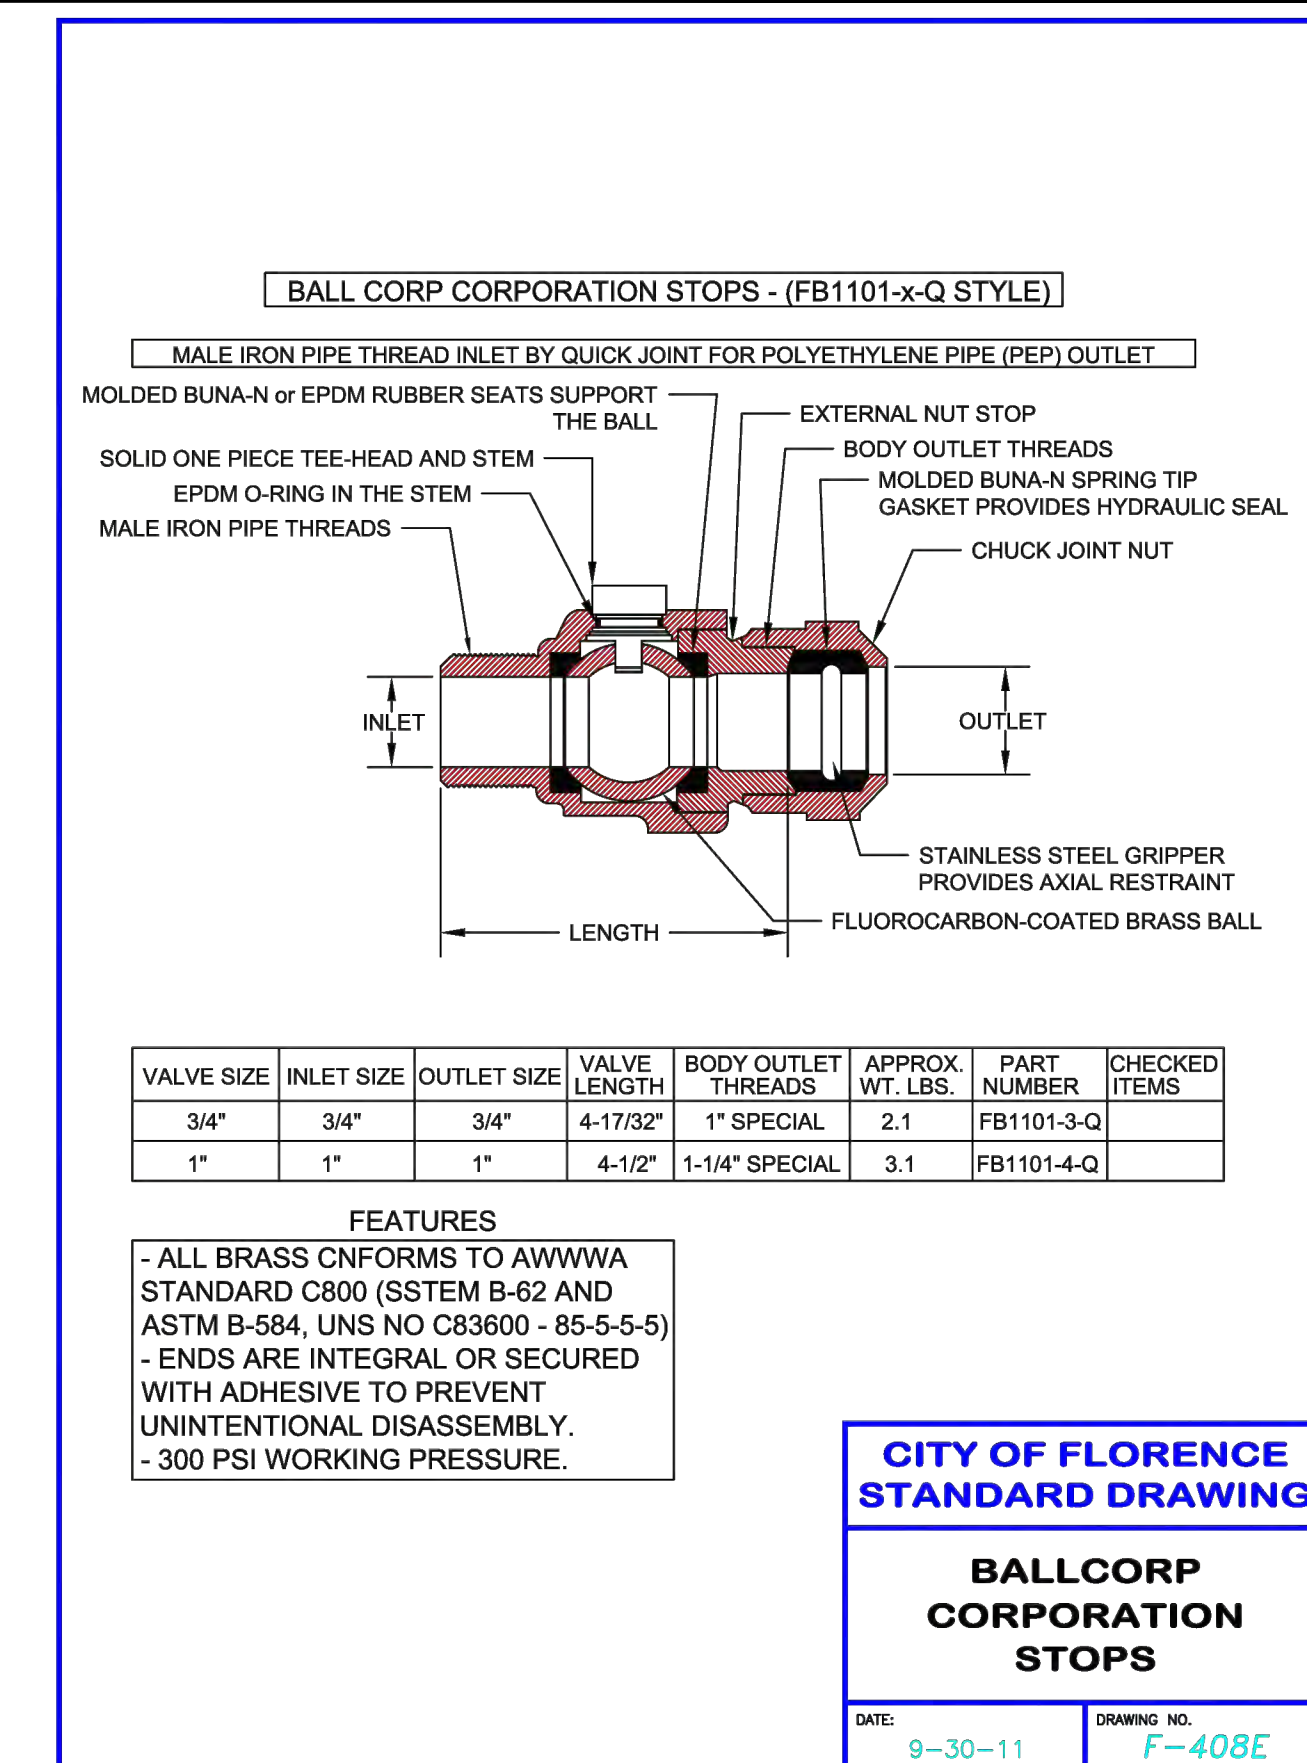 BALL CORP CORPORATION STOPS - (FB1101-x-Q STYLE)
MALE IRON PIPE THREAD INLET BY QUICK JOINT FOR POLYETHYLENE PIPE (PEP) OUTLET
MOLDED BUNA-N or EPDM RUBBER SEATS SUPPORT
THE BALL
SOLID ONE PIECE TEE-HEAD AND STEM
EPDM O-RING IN THE STEM
MALE IRON PIPE THREADS
EXTERNAL NUT STOP
BODY OUTLET THREADS
MOLDED BUNA-N SPRING TIP
GASKET PROVIDES HYDRAULIC SEAL
CHUCK JOINT NUT
INLET
OUTLET
STAINLESS STEEL GRIPPER
PROVIDES AXIAL RESTRAINT
FLUOROCARBON-COATED BRASS BALL
LENGTH
VALVE SIZE INLET SIZE OUTLET SIZE VALVE LENGTH BODY OUTLET THREADS APPROX. WT. LBS. PART NUMBER CHECKED ITEMS
3/4" 3/4" 3/4" 4-17/32" 1" SPECIAL 2.1 FB1101-3-Q
1" 1" 1" 4-1/2" 1-1/4" SPECIAL 3.1 FB1101-4-Q
FEATURES
- ALL BRASS CNFORMS TO AWWWA
STANDARD C800 (SSTEM B-62 AND
ASTM B-584, UNS NO C83600 - 85-5-5-5)
- ENDS ARE INTEGRAL OR SECURED
WITH ADHESIVE TO PREVENT
UNINTENTIONAL DISASSEMBLY.
- 300 PSI WORKING PRESSURE.
CITY OF FLORENCE
STANDARD DRAWING
BALLCORP
CORPORATION
STOPS
DATE:
9-30-11
DRAWING NO.
F-408E